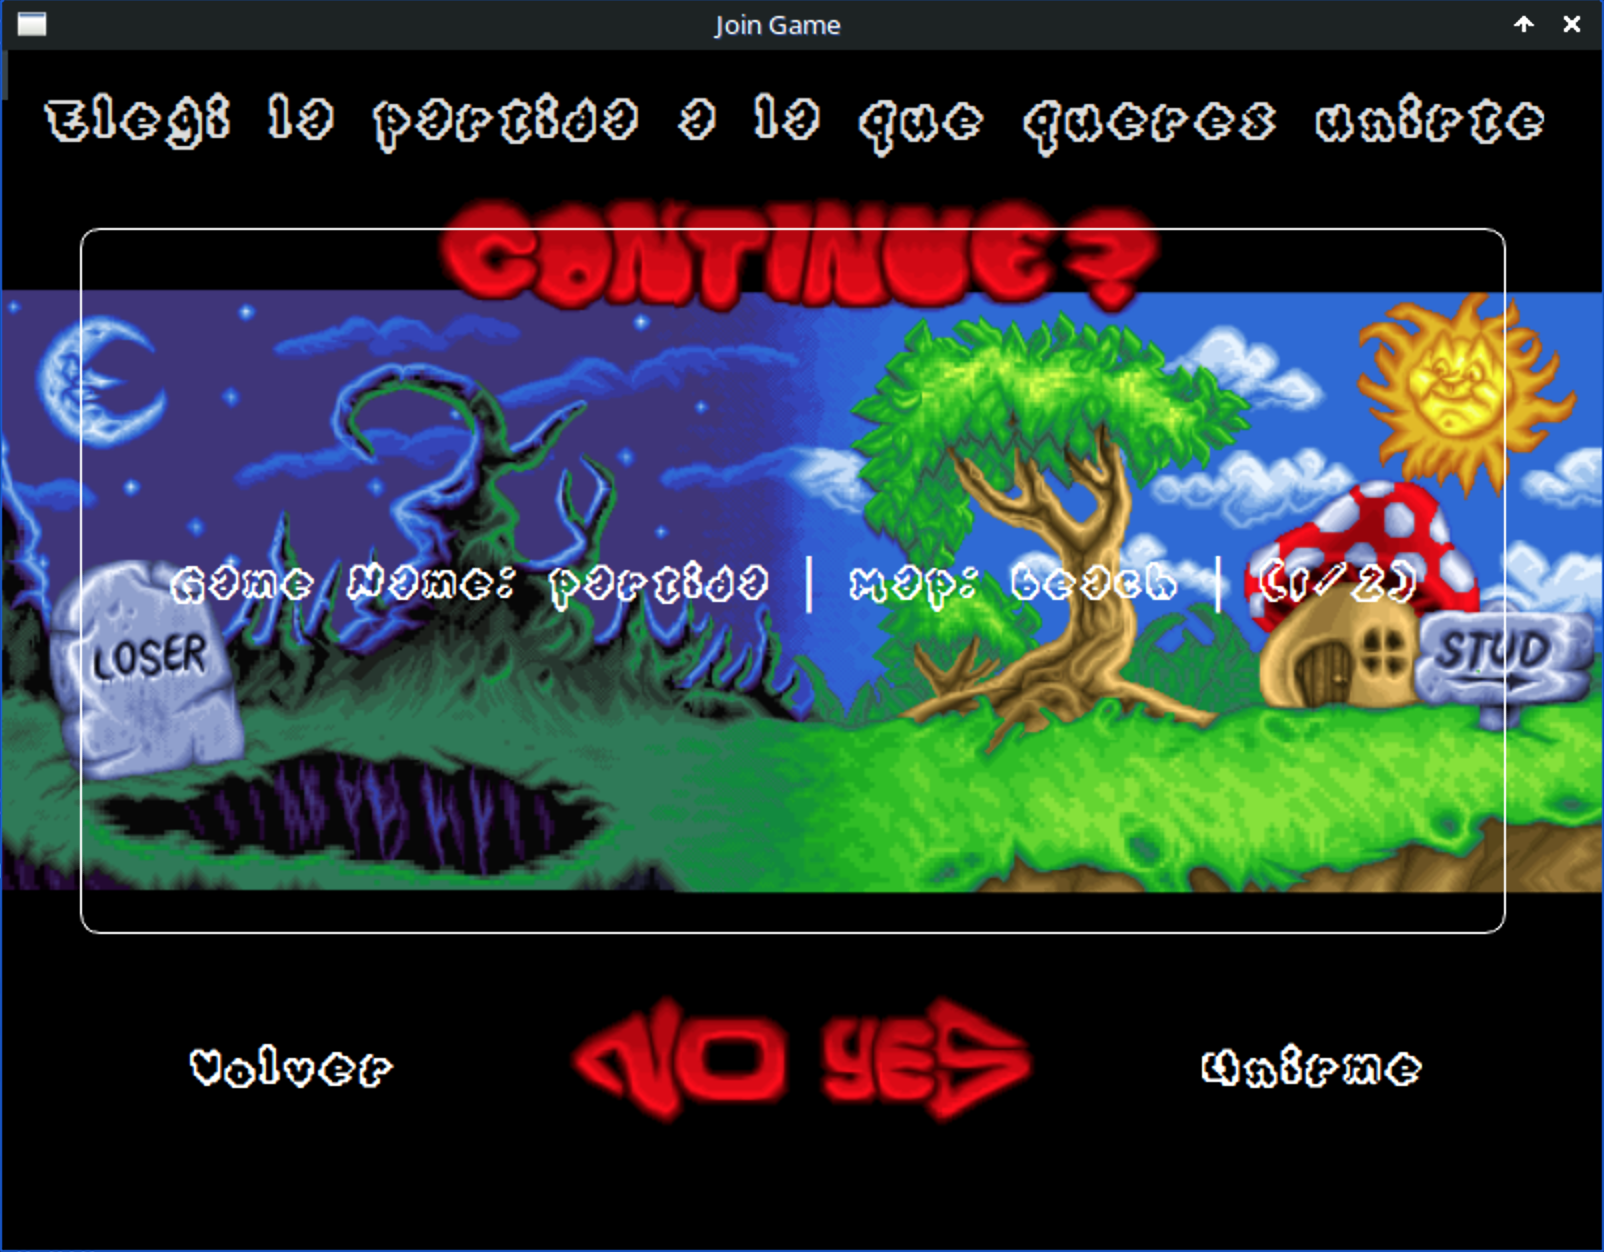 Join Game
Elegi la partida a la que queres unirte
CONTINUE?
Game Name: partida | Map: beach | (1/2)
LOSER
STUD
Volver
NO YES
Unirme